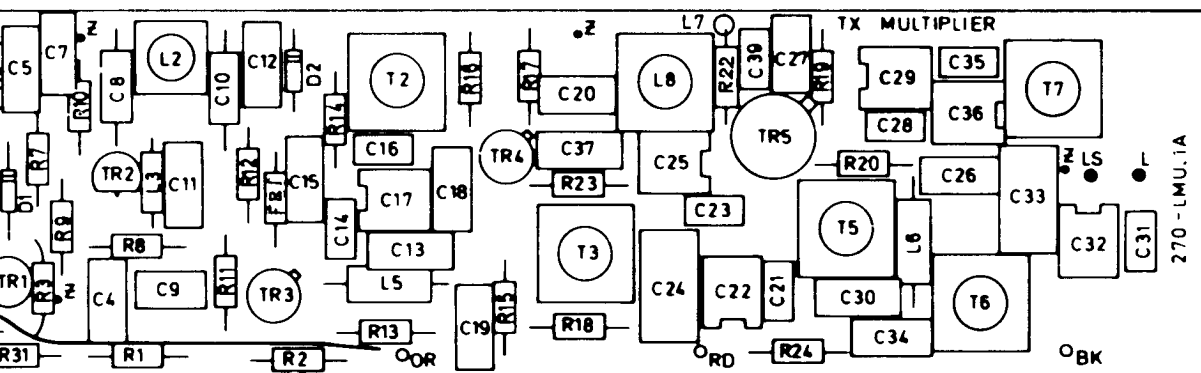 L7 TX MULTIPLIER
C5 C7 Z C8 L2 C10 C12 D2 T2 R16 R17 Z C20 L8 R22 C39 C27 R19 C29 C35 T7
R10 R14 C36
R7 TR2 L3 C11 R12 C15 C16 TR4 C37 C25 TR5 C28
D1 R9 FB1 C17 C18 R23 C23 R20 C26 C33 Z LS L
R8 C14 C13 T3 T5 L6 C32 C31
TR1 R3 Z C4 C9 R11 TR3 L5 C19 R15 C24 C22 C21 C30 T6
R31 R1 R2 R13 OR R18 RD R24 C34 BK
270-LMU.1A